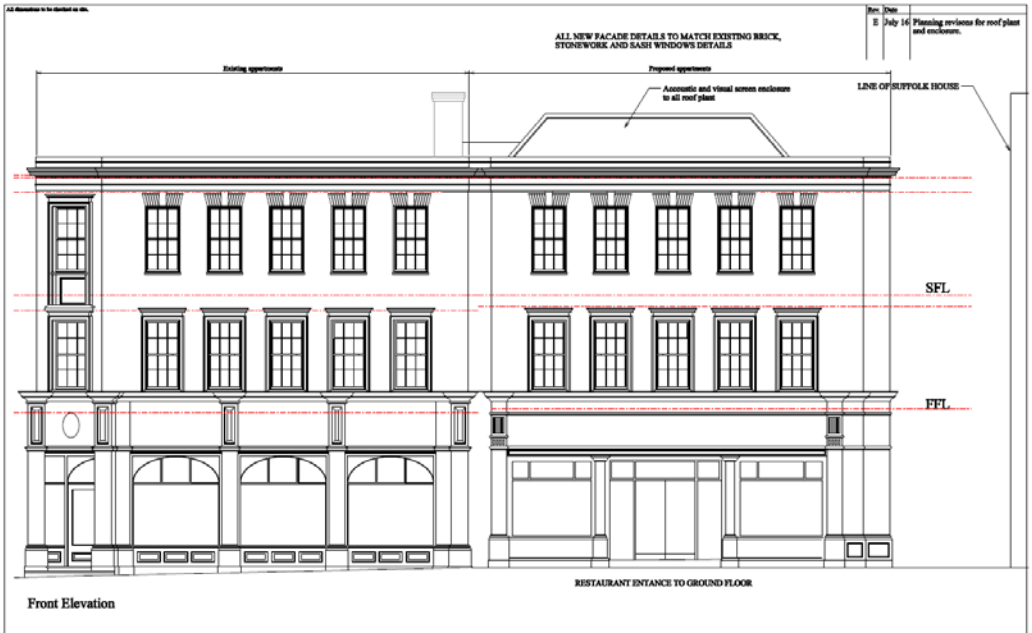 All dimensions to be checked on site.
Rev. Date
E July 16 Planning revisons for roof plant
and enclosure.
ALL NEW FACADE DETAILS TO MATCH EXISTING BRICK,
STONEWORK AND SASH WINDOWS DETAILS
Existing appartments
Proposed appartments
Accoustic and visual screen enclosure
to all roof plant
LINE OF SUFFOLK HOUSE
SFL
FFL
RESTAURANT ENTANCE TO GROUND FLOOR
Front Elevation